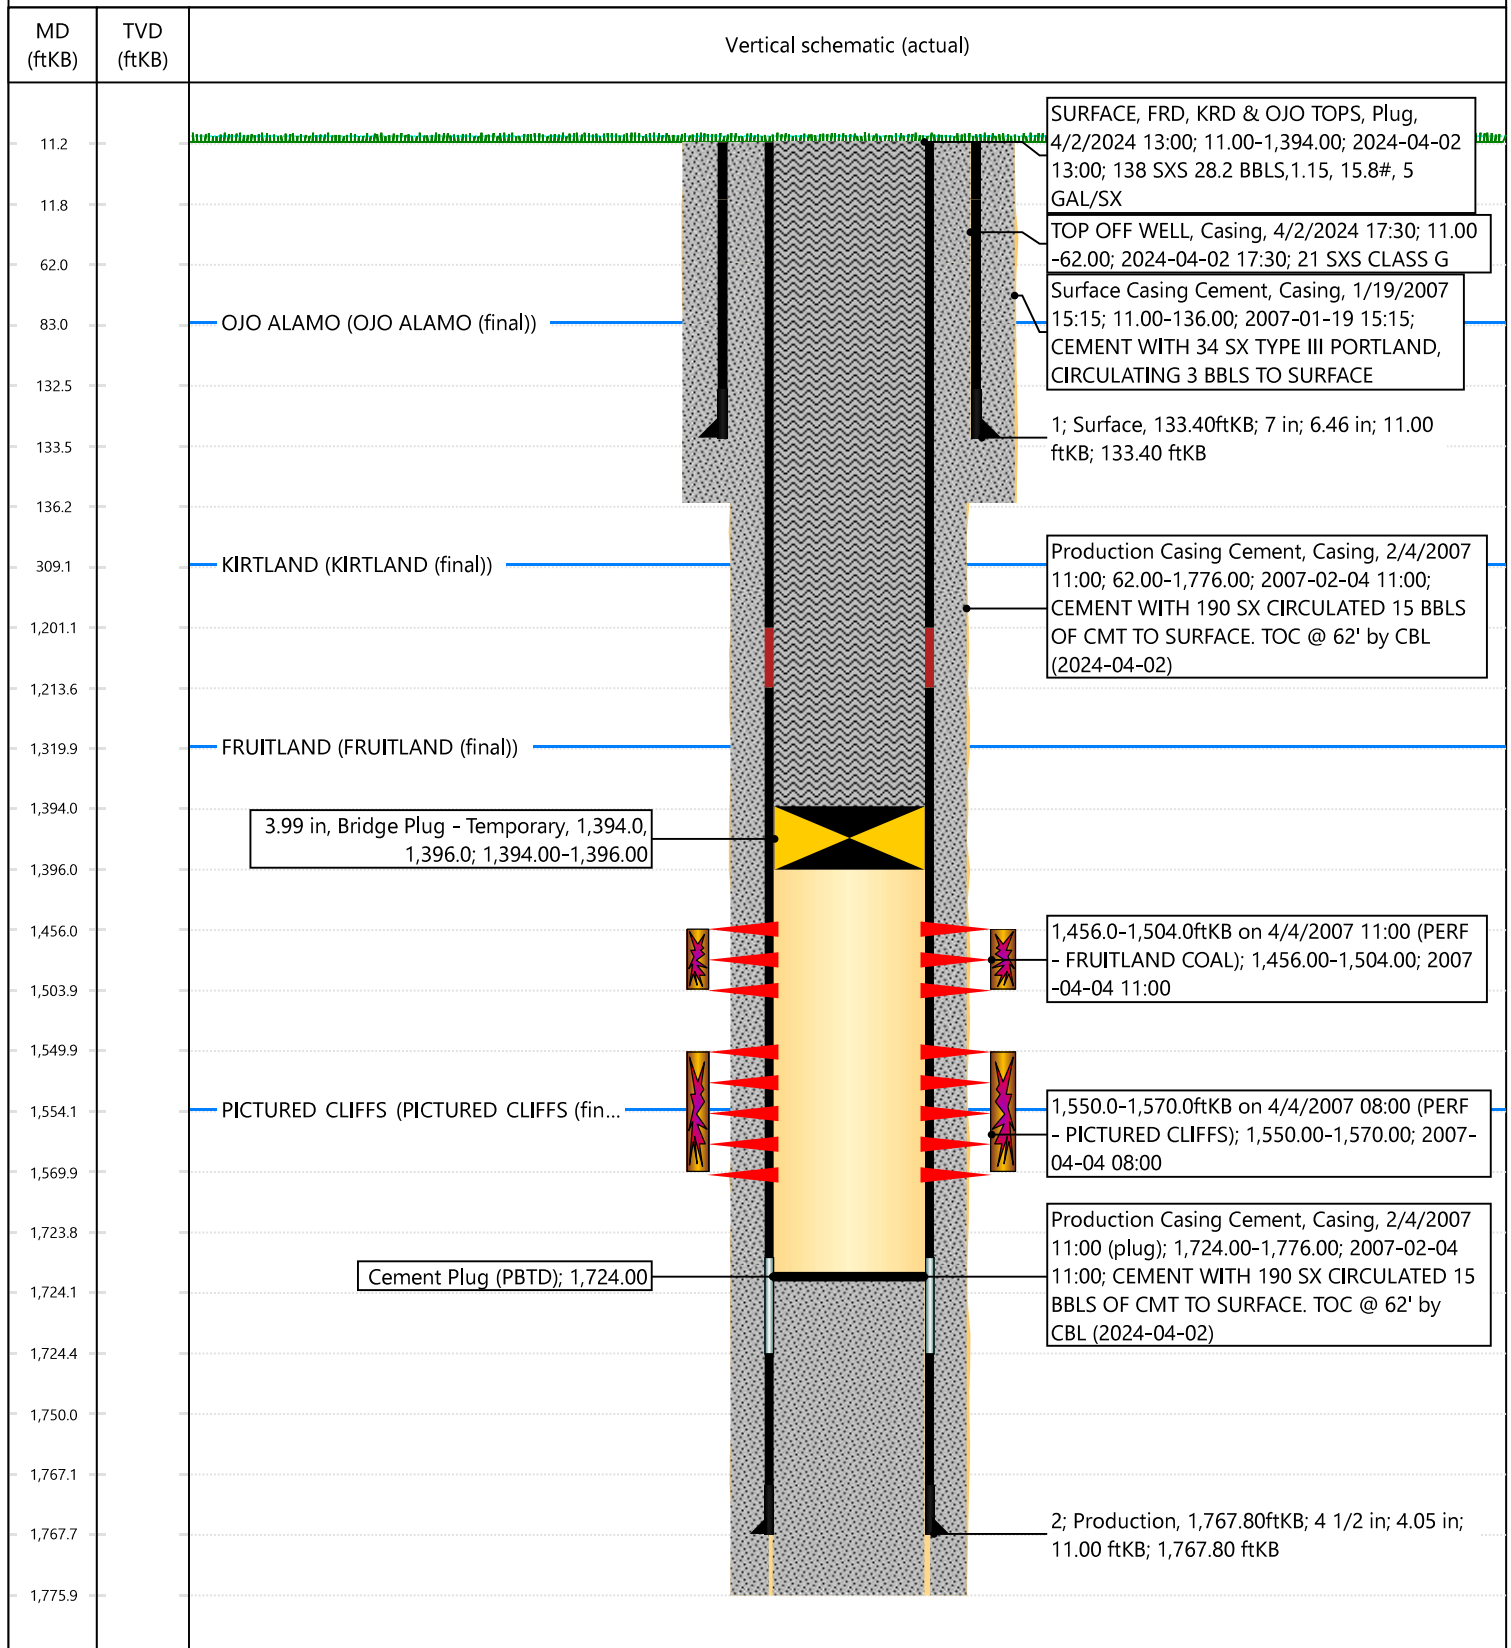 MD
(ftKB)
TVD
(ftKB)
Vertical schematic (actual)
11.2
11.8
62.0
83.0
132.5
133.5
136.2
309.1
1,201.1
1,213.6
1,319.9
1,394.0
1,396.0
1,456.0
1,503.9
1,549.9
1,554.1
1,569.9
1,723.8
1,724.1
1,724.4
1,750.0
1,767.1
1,767.7
1,775.9
OJO ALAMO (OJO ALAMO (final))
KIRTLAND (KIRTLAND (final))
FRUITLAND (FRUITLAND (final))
3.99 in, Bridge Plug - Temporary, 1,394.0,
1,396.0; 1,394.00-1,396.00
PICTURED CLIFFS (PICTURED CLIFFS (fin...
Cement Plug (PBTD); 1,724.00
SURFACE, FRD, KRD & OJO TOPS, Plug,
4/2/2024 13:00; 11.00-1,394.00; 2024-04-02
13:00; 138 SXS 28.2 BBLS,1.15, 15.8#, 5
GAL/SX
TOP OFF WELL, Casing, 4/2/2024 17:30; 11.00
-62.00; 2024-04-02 17:30; 21 SXS CLASS G
Surface Casing Cement, Casing, 1/19/2007
15:15; 11.00-136.00; 2007-01-19 15:15;
CEMENT WITH 34 SX TYPE III PORTLAND,
CIRCULATING 3 BBLS TO SURFACE
1; Surface, 133.40ftKB; 7 in; 6.46 in; 11.00
ftKB; 133.40 ftKB
Production Casing Cement, Casing, 2/4/2007
11:00; 62.00-1,776.00; 2007-02-04 11:00;
CEMENT WITH 190 SX CIRCULATED 15 BBLS
OF CMT TO SURFACE. TOC @ 62' by CBL
(2024-04-02)
1,456.0-1,504.0ftKB on 4/4/2007 11:00 (PERF
- FRUITLAND COAL); 1,456.00-1,504.00; 2007
-04-04 11:00
1,550.0-1,570.0ftKB on 4/4/2007 08:00 (PERF
- PICTURED CLIFFS); 1,550.00-1,570.00; 2007-
04-04 08:00
Production Casing Cement, Casing, 2/4/2007
11:00 (plug); 1,724.00-1,776.00; 2007-02-04
11:00; CEMENT WITH 190 SX CIRCULATED 15
BBLS OF CMT TO SURFACE. TOC @ 62' by
CBL (2024-04-02)
2; Production, 1,767.80ftKB; 4 1/2 in; 4.05 in;
11.00 ftKB; 1,767.80 ftKB